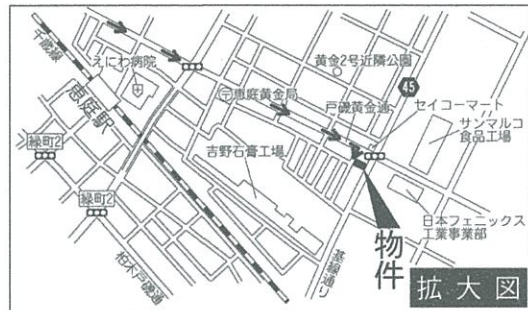 千歳線
えにわ病院
恵庭駅
緑町2
緑町2
柏木戸磯通
〒恵庭黄金局
黄金2号近隣公園
戸磯黄金通
45
セイコーマート
サンマルコ
食品工場
吉野石膏工場
日本フェニックス
工業事業部
基線通り
物件
拡大図